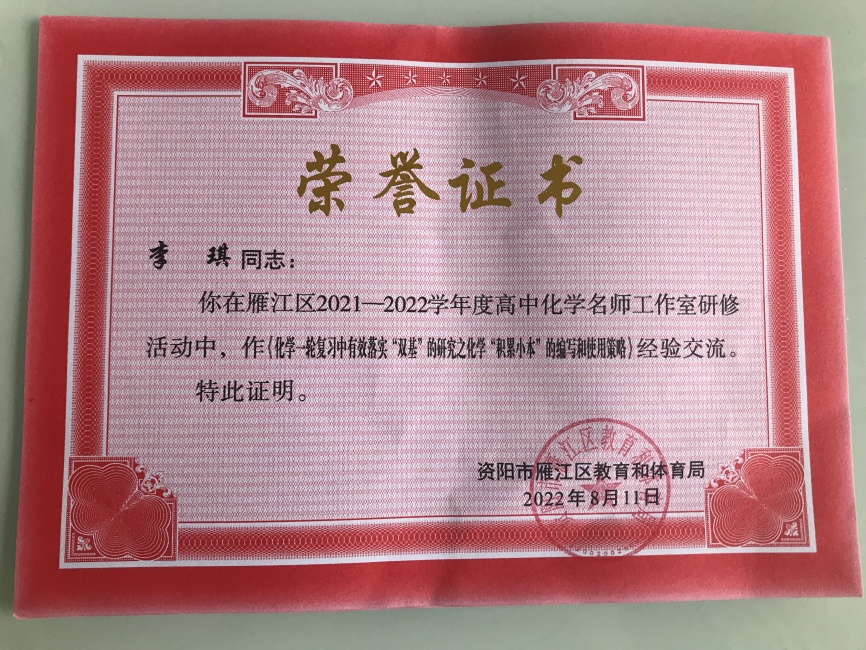 荣誉证书
李 琪 同志：
你在雁江区2021—2022学年度高中化学名师工作室研修
活动中，作《化学一轮复习中有效落实“双基”的研究之化学“积累小本”的编写和使用策略》经验交流。
特此证明。
资阳市雁江区教育和体育局
2022年8月11日